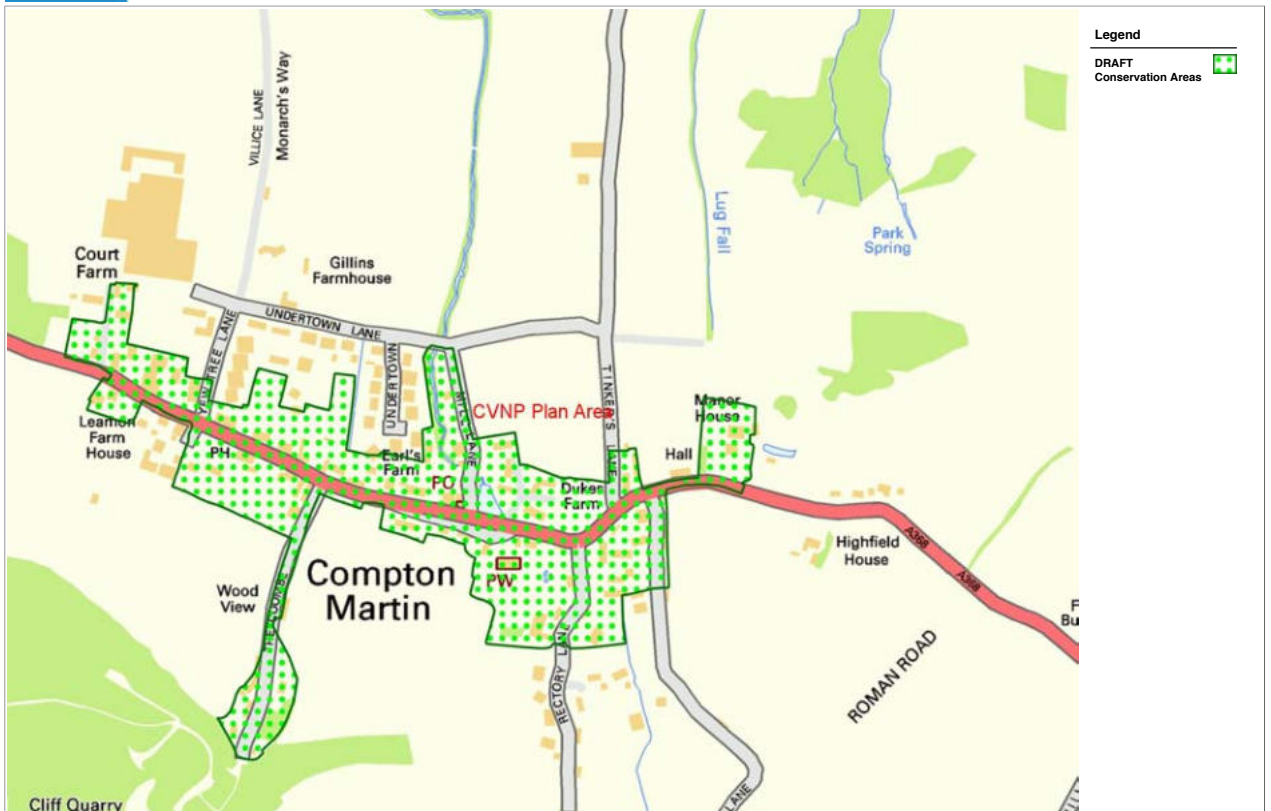 Legend
DRAFT
Conservation Areas
VILLICE LANE
Monarch's Way
Lug Fall
Park
Spring
Court
Farm
Gillins
Farmhouse
UNDERTOWN LANE
YEW TREE LANE
UNDERTOWN
MILL LANE
CVNP Plan Area
TINKER'S LANE
Manor
House
Leamon
Farm
House
PH
Earl's
Farm
PO
Hall
Dukes
Farm
A368
A368
Highfield
House
Compton
Martin
PW
Wood
View
THE COOMBE
RECTORY LANE
ROMAN ROAD
F
Bu
LANE
Cliff Quarry